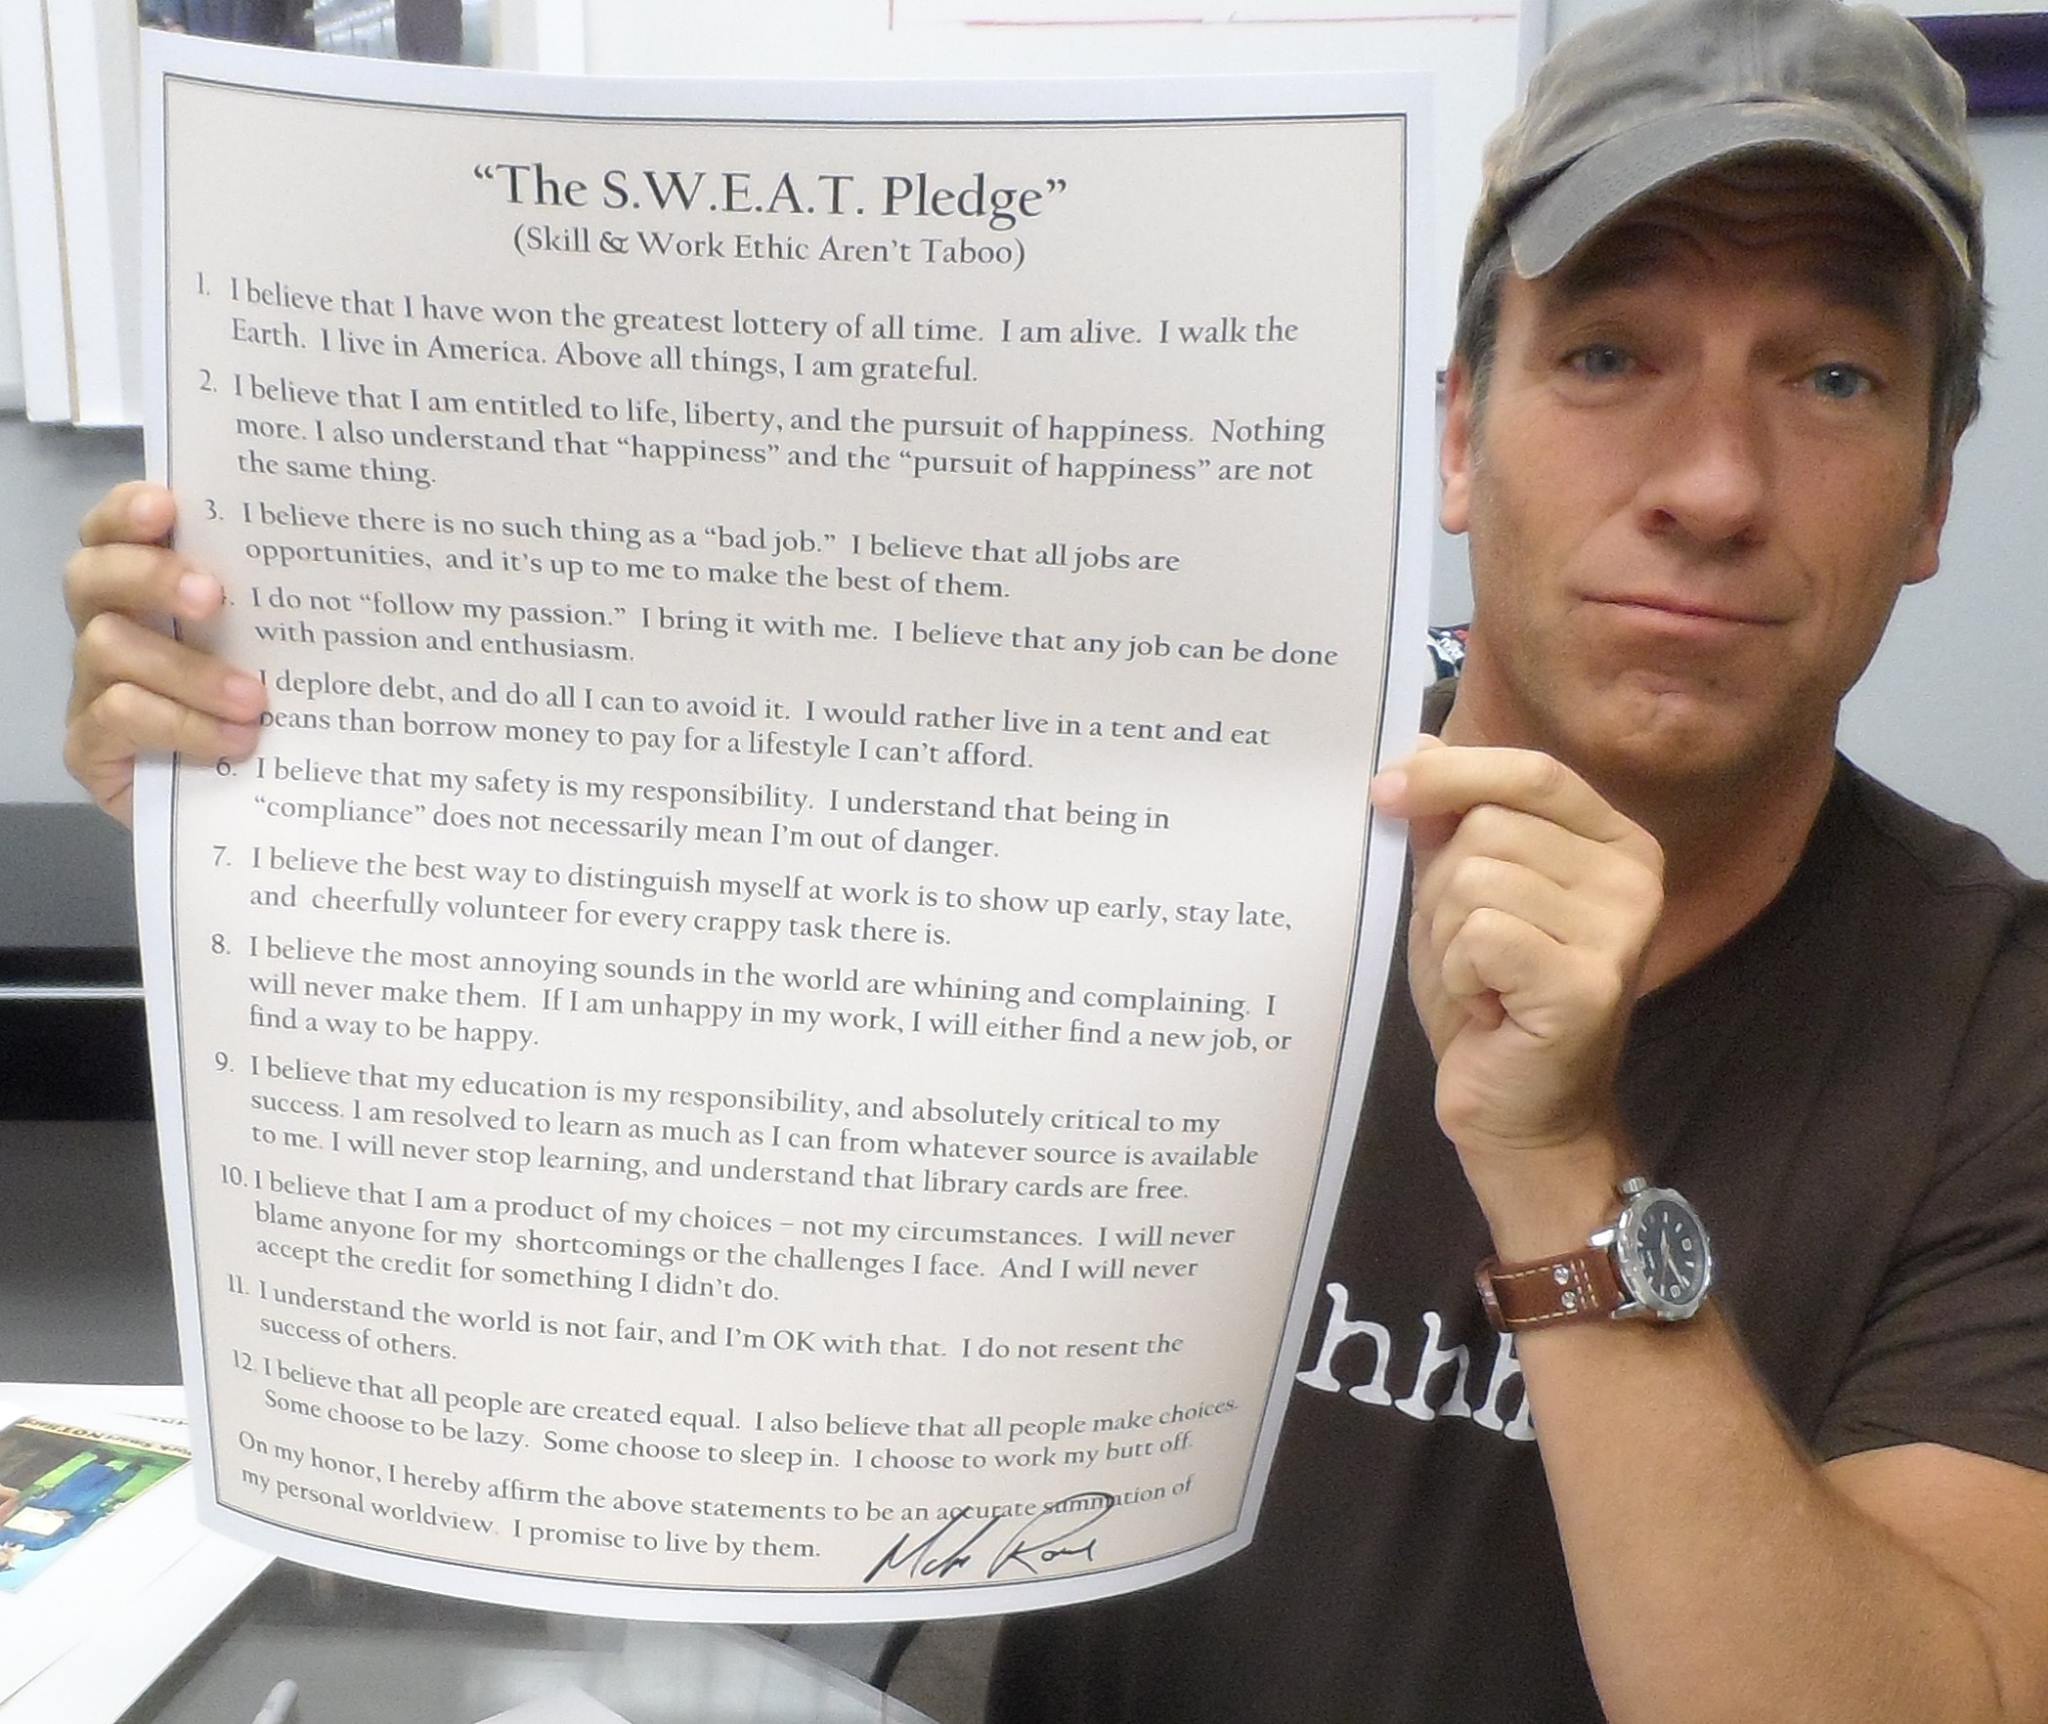 “The S.W.E.A.T. Pledge”
(Skill & Work Ethic Aren't Taboo)
1. I believe that I have won the greatest lottery of all time. I am alive. I walk the
Earth. I live in America. Above all things, I am grateful.
2. I believe that I am entitled to life, liberty, and the pursuit of happiness. Nothing
more. I also understand that “happiness” and the “pursuit of happiness” are not
the same thing.
3. I believe there is no such thing as a “bad job.” I believe that all jobs are
opportunities, and it's up to me to make the best of them.
I do not “follow my passion.” I bring it with me. I believe that any job can be done
with passion and enthusiasm.
I deplore debt, and do all I can to avoid it. I would rather live in a tent and eat
beans than borrow money to pay for a lifestyle I can't afford.
6. I believe that my safety is my responsibility. I understand that being in
“compliance” does not necessarily mean I'm out of danger.
7. I believe the best way to distinguish myself at work is to show up early, stay late,
and cheerfully volunteer for every crappy task there is.
8. I believe the most annoying sounds in the world are whining and complaining. I
will never make them. If I am unhappy in my work, I will either find a new job, or
find a way to be happy.
9. I believe that my education is my responsibility, and absolutely critical to my
success. I am resolved to learn as much as I can from whatever source is available
to me. I will never stop learning, and understand that library cards are free.
10. I believe that I am a product of my choices – not my circumstances. I will never
blame anyone for my shortcomings or the challenges I face. And I will never
accept the credit for something I didn't do.
11. I understand the world is not fair, and I'm OK with that. I do not resent the
success of others.
12. I believe that all people are created equal. I also believe that all people make choices.
Some choose to be lazy. Some choose to sleep in. I choose to work my butt off.
On my honor, I hereby affirm the above statements to be an accurate summation of
my personal worldview. I promise to live by them.
Mike Rowe
hhh